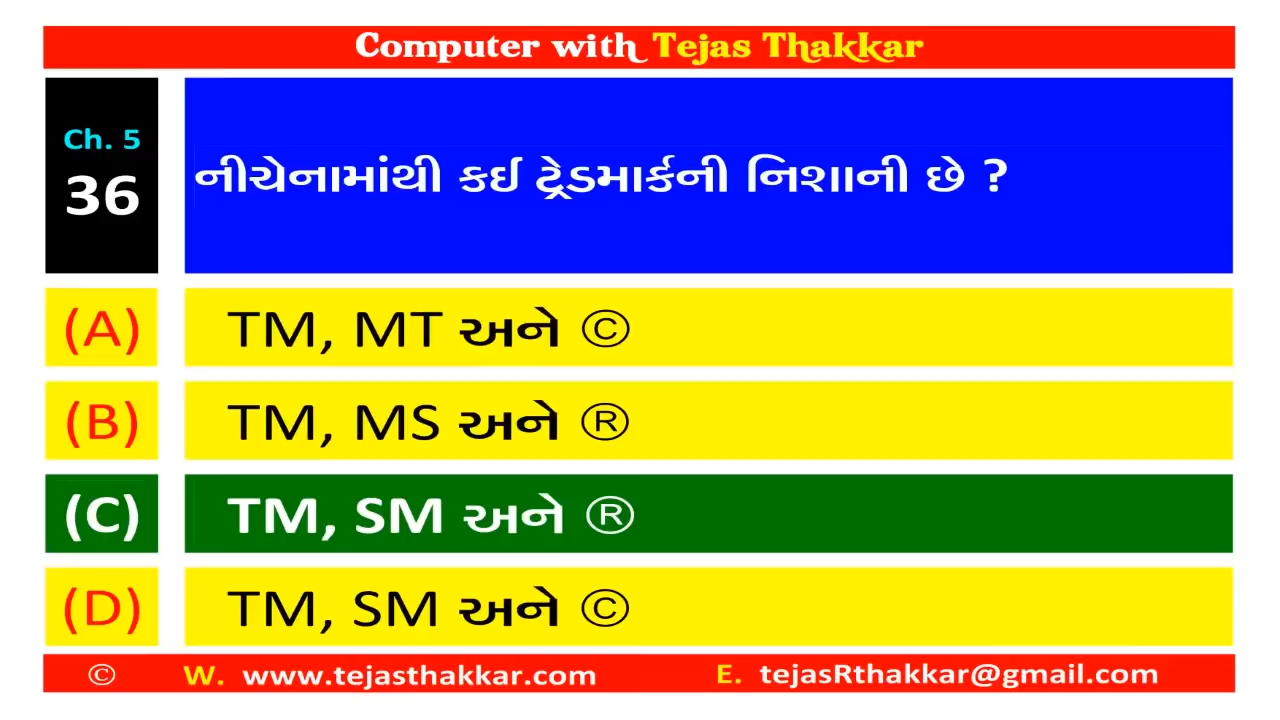 Computer with Tejas Thakkar
Ch. 5
36
નીચેનામાંથી કઈ ટ્રેડમાર્કની નિશાની છે ?
(A) TM, MT અને ©
(B) TM, MS અને ®
(C) TM, SM અને ®
(D) TM, SM અને ©
© W. www.tejasthakkar.com E. tejasRthakkar@gmail.com